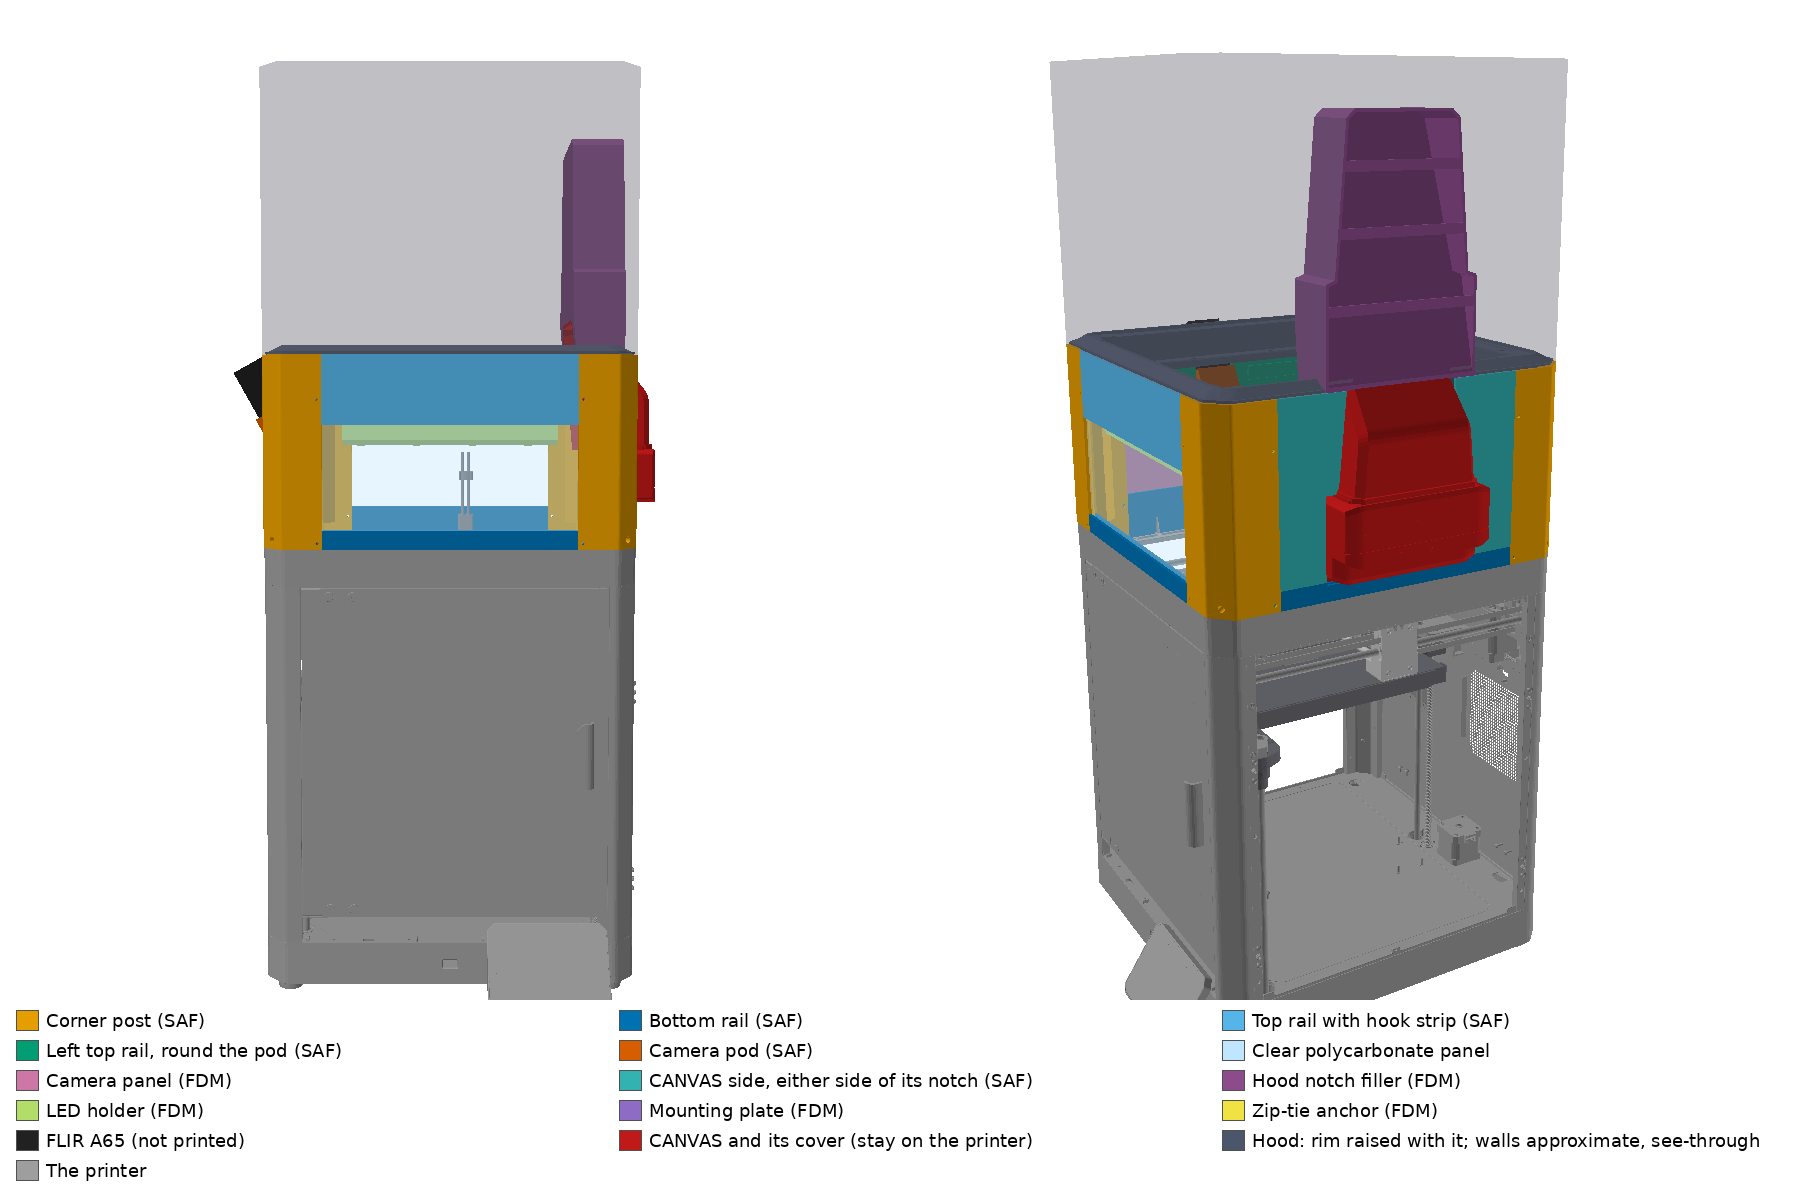 Corner post (SAF)
Bottom rail (SAF)
Top rail with hook strip (SAF)
Left top rail, round the pod (SAF)
Camera pod (SAF)
Clear polycarbonate panel
Camera panel (FDM)
CANVAS side, either side of its notch (SAF)
Hood notch filler (FDM)
LED holder (FDM)
Mounting plate (FDM)
Zip-tie anchor (FDM)
FLIR A65 (not printed)
CANVAS and its cover (stay on the printer)
Hood: rim raised with it; walls approximate, see-through
The printer